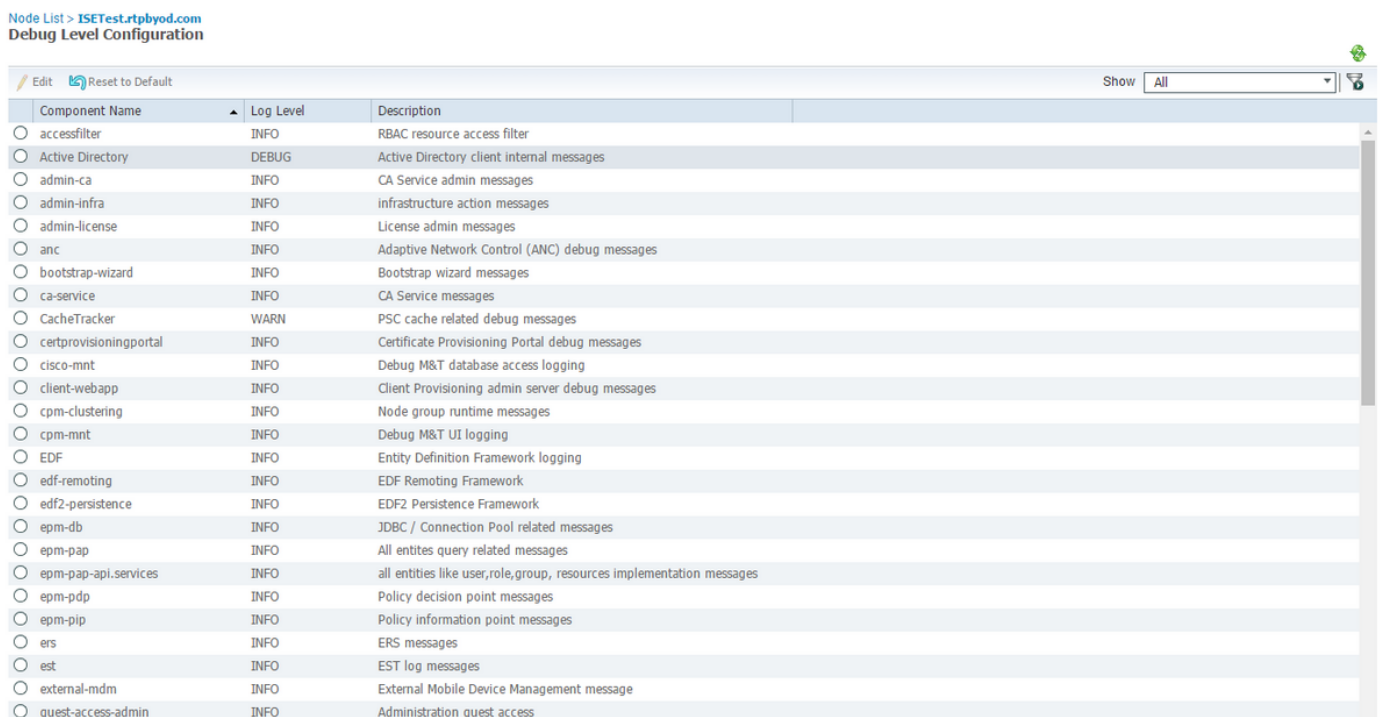 Node List > ISETest.rtpbyod.com
Debug Level Configuration
Edit Reset to Default Show All
Component Name Log Level Description
accessfilter INFO RBAC resource access filter
Active Directory DEBUG Active Directory client internal messages
admin-ca INFO CA Service admin messages
admin-infra INFO infrastructure action messages
admin-license INFO License admin messages
anc INFO Adaptive Network Control (ANC) debug messages
bootstrap-wizard INFO Bootstrap wizard messages
ca-service INFO CA Service messages
CacheTracker WARN PSC cache related debug messages
certprovisioningportal INFO Certificate Provisioning Portal debug messages
cisco-mnt INFO Debug M&T database access logging
client-webapp INFO Client Provisioning admin server debug messages
cpm-clustering INFO Node group runtime messages
cpm-mnt INFO Debug M&T UI logging
EDF INFO Entity Definition Framework logging
edf-remoting INFO EDF Remoting Framework
edf2-persistence INFO EDF2 Persistence Framework
epm-db INFO JDBC / Connection Pool related messages
epm-pap INFO All entites query related messages
epm-pap-api.services INFO all entities like user,role,group, resources implementation messages
epm-pdp INFO Policy decision point messages
epm-pip INFO Policy information point messages
ers INFO ERS messages
est INFO EST log messages
external-mdm INFO External Mobile Device Management message
guest-access-admin INFO Administration guest access